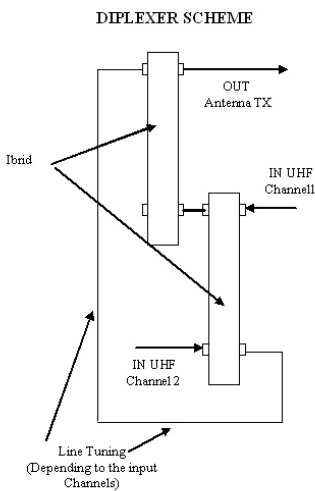 DIPLEXER SCHEME
OUT
Antenna TX
Ibrid
IN UHF
Channel1
IN UHF
Channel 2
Line Tuning
(Depending to the input
Channels)